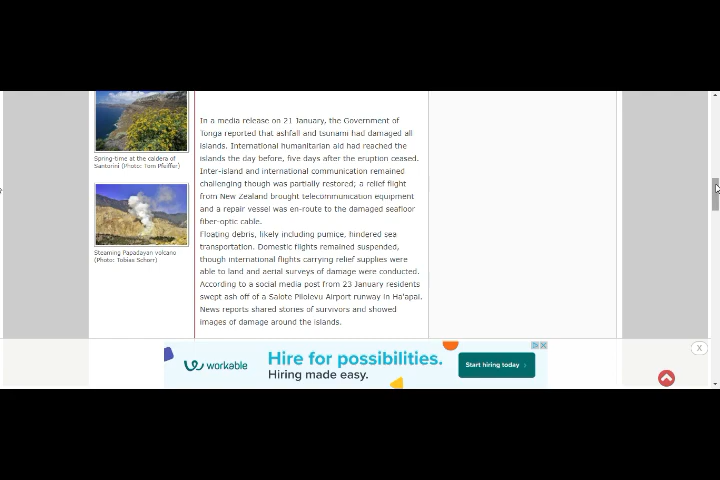 Spring-time at the caldera of
Santorini (Photo: Tom Pfeiffer)
Steaming Papadayan volcano
(Photo: Tobias Schorr)
In a media release on 21 January, the Government of
Tonga reported that ashfall and tsunami had damaged all
islands. International humanitarian aid had reached the
islands the day before, five days after the eruption ceased.
Inter-island and international communication remained
challenging though was partially restored; a relief flight
from New Zealand brought telecommunication equipment
and a repair vessel was en-route to the damaged seafloor
fiber-optic cable.
Floating debris, likely including pumice, hindered sea
transportation. Domestic flights remained suspended,
though international flights carrying relief supplies were
able to land and aerial surveys of damage were conducted.
According to a social media post from 23 January residents
swept ash off of a Salote Pilolevu Airport runway in Ha'apai.
News reports shared stories of survivors and showed
images of damage around the islands.
X
workable
Hire for possibilities.
Hiring made easy.
Start hiring today